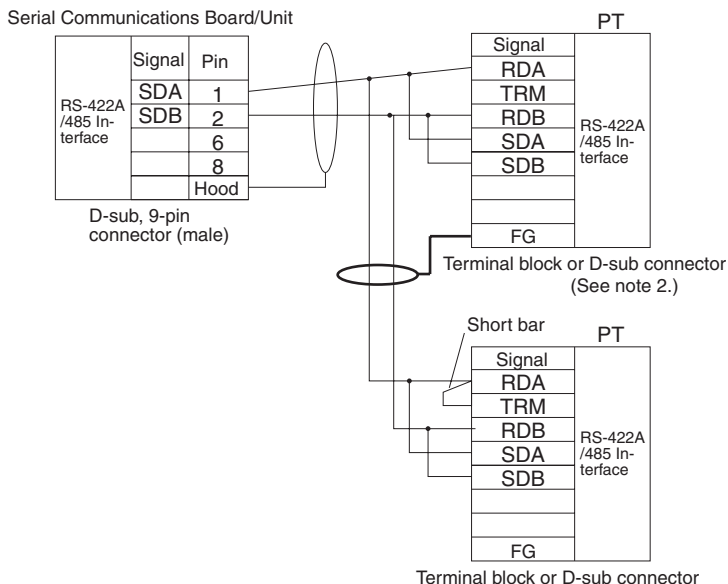 Serial Communications Board/Unit
RS-422A
/485 In-
terface
Signal Pin
SDA 1
SDB 2
6
8
Hood
D-sub, 9-pin
connector (male)
PT
Signal
RDA
TRM
RDB
SDA
SDB
FG
RS-422A
/485 In-
terface
Terminal block or D-sub connector
(See note 2.)
Short bar
PT
Signal
RDA
TRM
RDB
SDA
SDB
FG
RS-422A
/485 In-
terface
Terminal block or D-sub connector